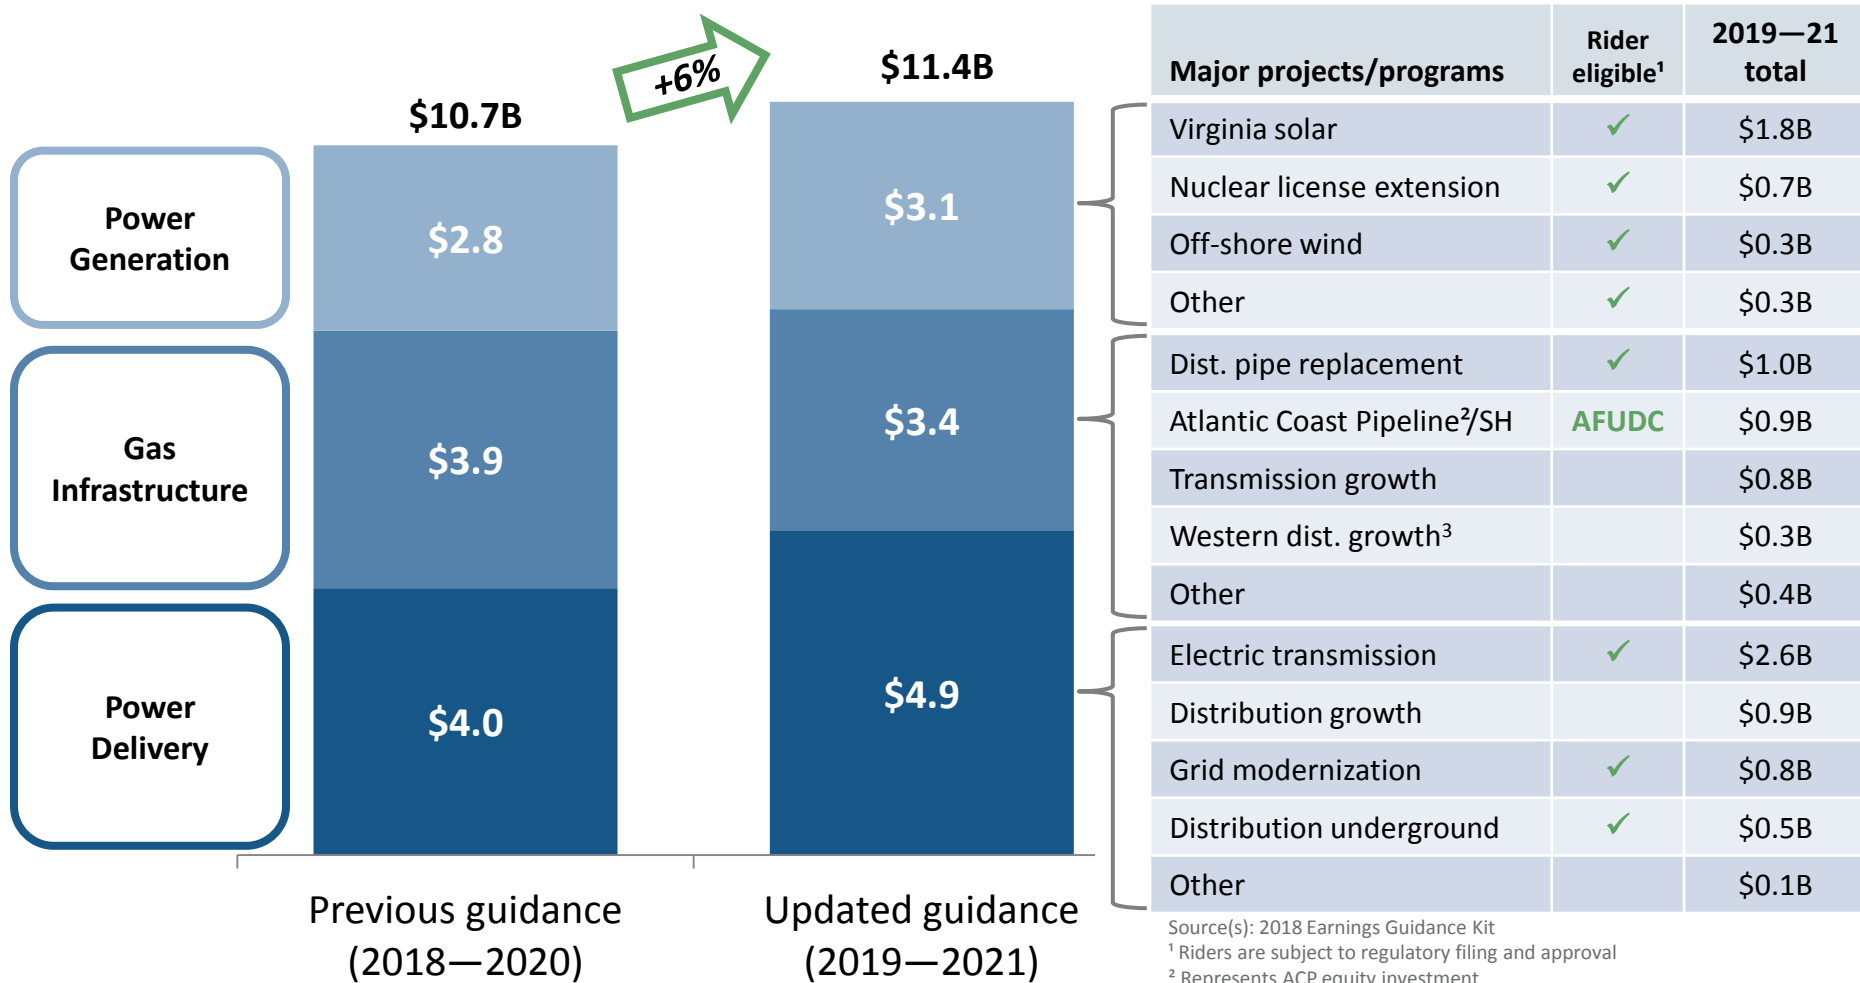 +6%
$10.7B
$11.4B
Power
Generation
$2.8
$3.1
Gas
Infrastructure
$3.9
$3.4
Power
Delivery
$4.0
$4.9
Previous guidance
(2018—2020)
Updated guidance
(2019—2021)
Major projects/programs Rider eligible¹ 2019—21 total
Virginia solar ✓ $1.8B
Nuclear license extension ✓ $0.7B
Off-shore wind ✓ $0.3B
Other ✓ $0.3B
Dist. pipe replacement ✓ $1.0B
Atlantic Coast Pipeline²/SH AFUDC $0.9B
Transmission growth $0.8B
Western dist. growth³ $0.3B
Other $0.4B
Electric transmission ✓ $2.6B
Distribution growth $0.9B
Grid modernization ✓ $0.8B
Distribution underground ✓ $0.5B
Other $0.1B
Source(s): 2018 Earnings Guidance Kit
¹ Riders are subject to regulatory filing and approval
² Represents ACP equity investment